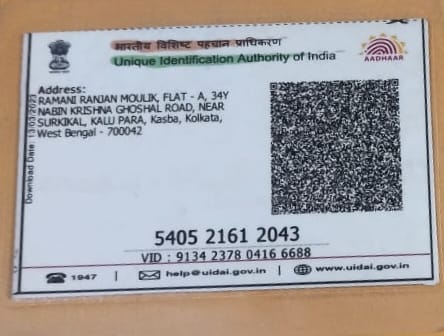 भारतीय विशिष्ट पहचान प्राधिकरण
Unique Identification Authority of India
AADHAAR
Address:
RAMANI RANJAN MOULIK, FLAT - A, 34Y
NABIN KRISHNA GHOSHAL ROAD, NEAR
SURKIKAL, KALU PARA, Kasba, Kolkata,
West Bengal - 700042
Download Date: 13/03/2023
5405 2161 2043
VID : 9134 2378 0416 6688
1947 | help@uidai.gov.in | www.uidai.gov.in